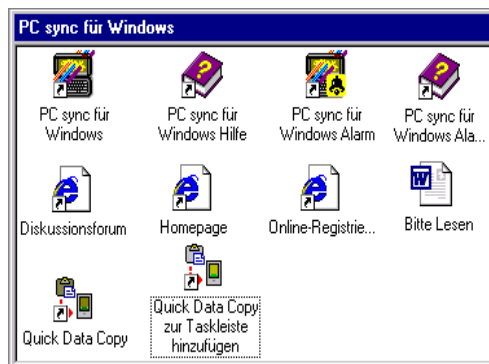 PC sync für Windows
PC sync für
Windows
PC sync für
Windows Hilfe
PC sync für
Windows Alarm
PC sync für
Windows Ala...
Diskussionsforum
Homepage
Online-Registrie...
Bitte Lesen
Quick Data Copy
Quick Data Copy
zur Taskleiste
hinzufügen